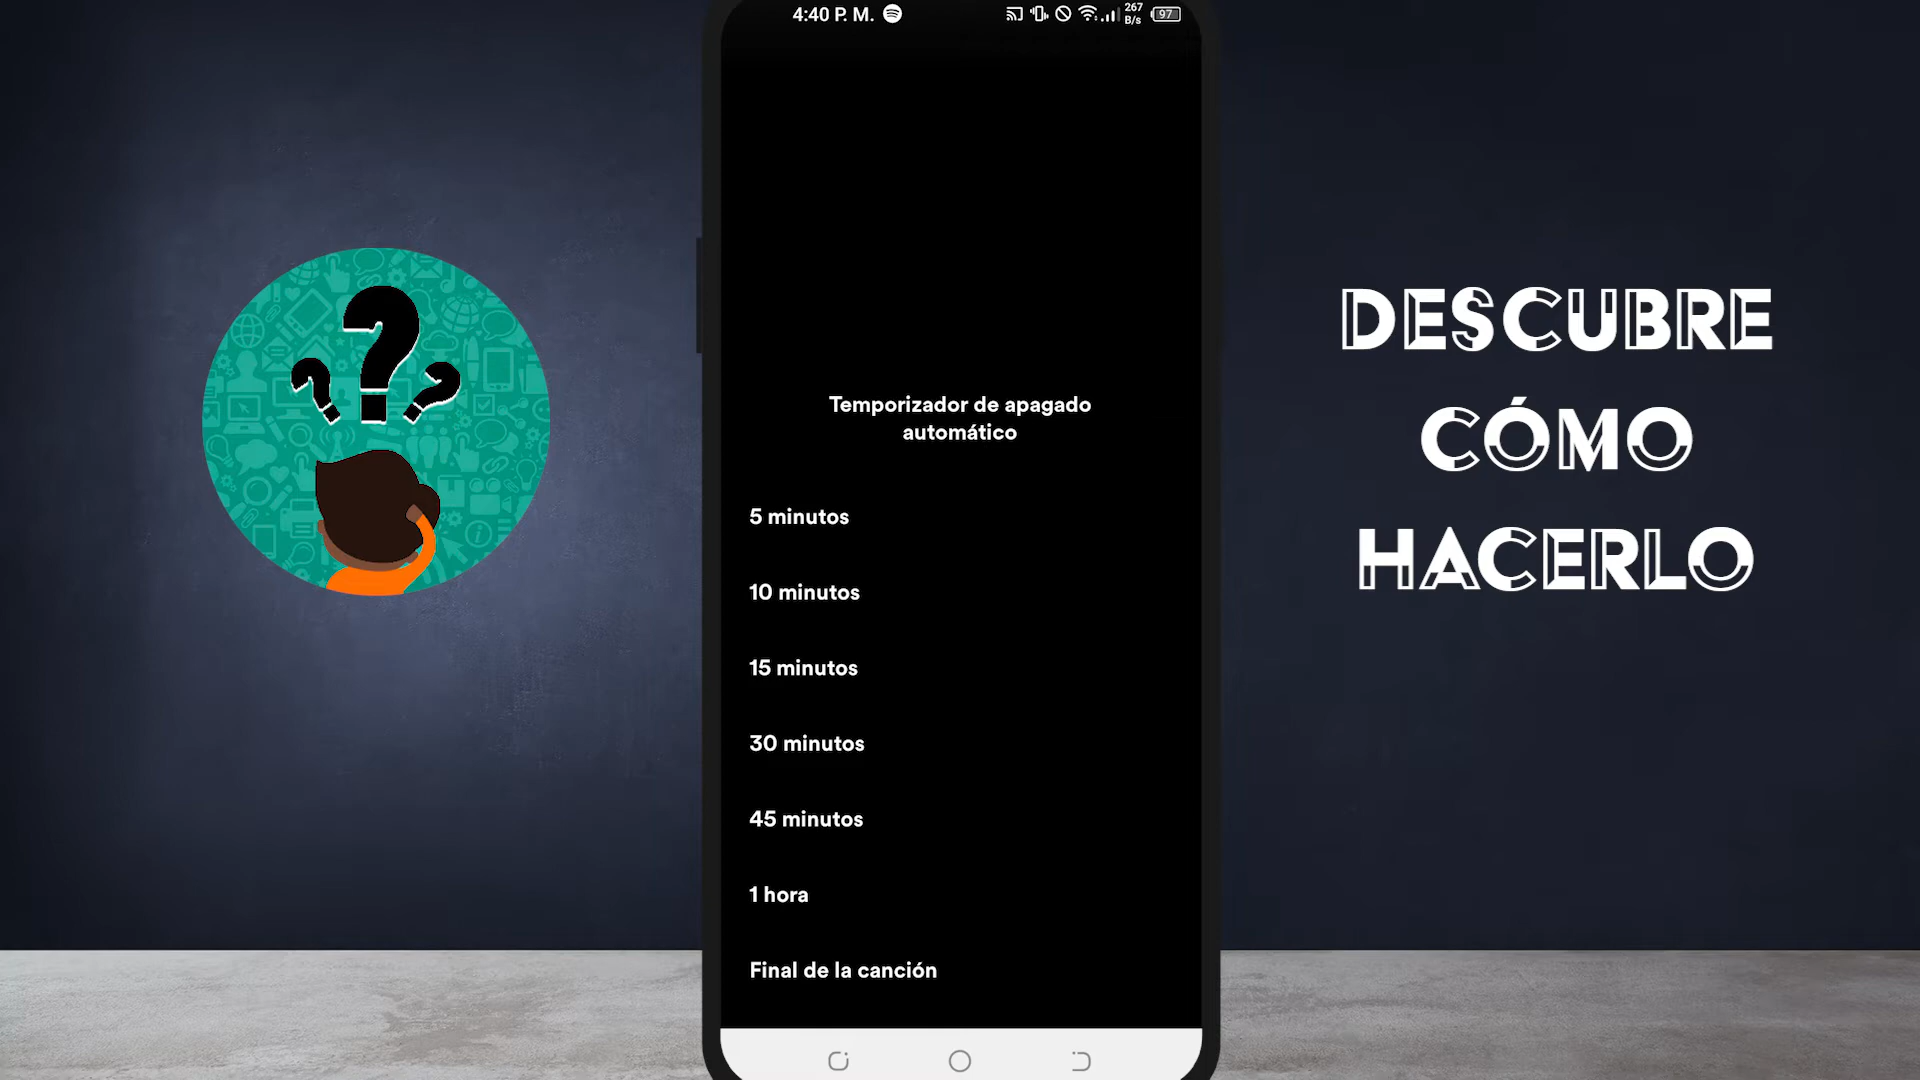 4:40 P. M.
267
B/s
97
Temporizador de apagado
automático
5 minutos
10 minutos
15 minutos
30 minutos
45 minutos
1 hora
Final de la canción
DESCUBRE
CÓMO
HACERLO